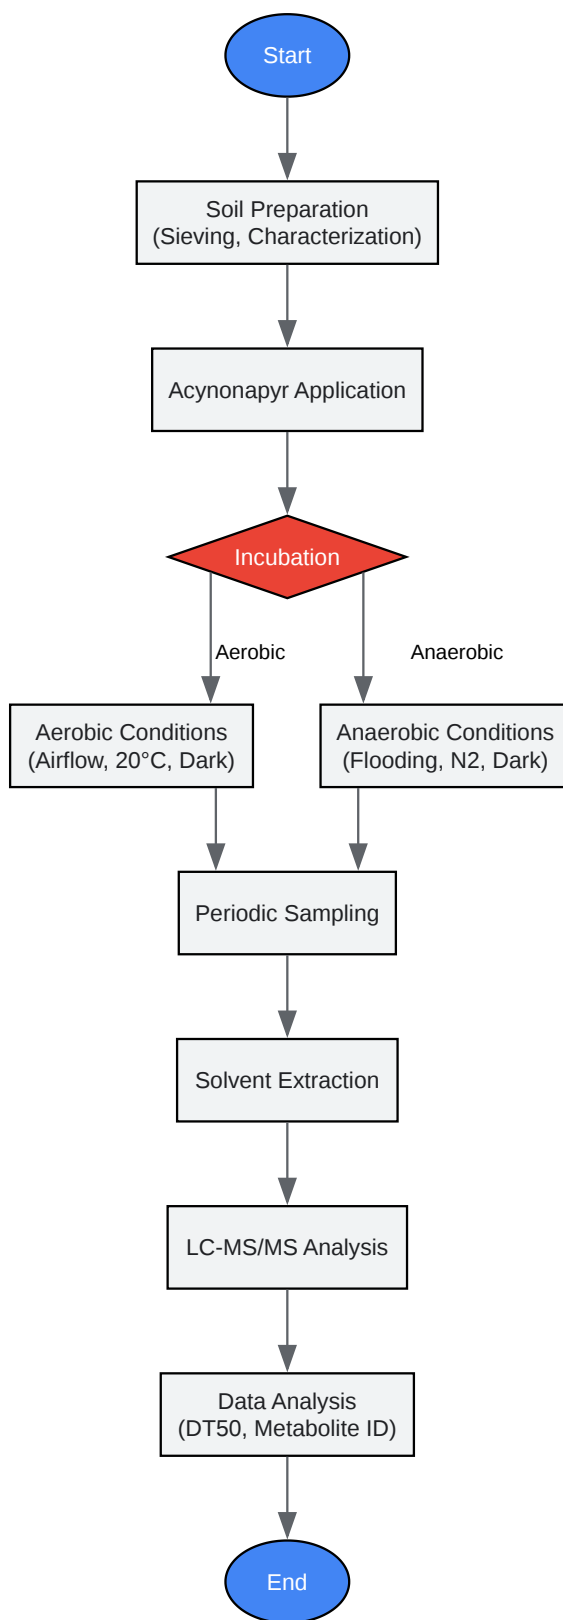 Start
Soil Preparation
(Sieving, Characterization)
Acynonapyr Application
Incubation
Aerobic
Anaerobic
Aerobic Conditions
(Airflow, 20°C, Dark)
Anaerobic Conditions
(Flooding, N2, Dark)
Periodic Sampling
Solvent Extraction
LC-MS/MS Analysis
Data Analysis
(DT50, Metabolite ID)
End